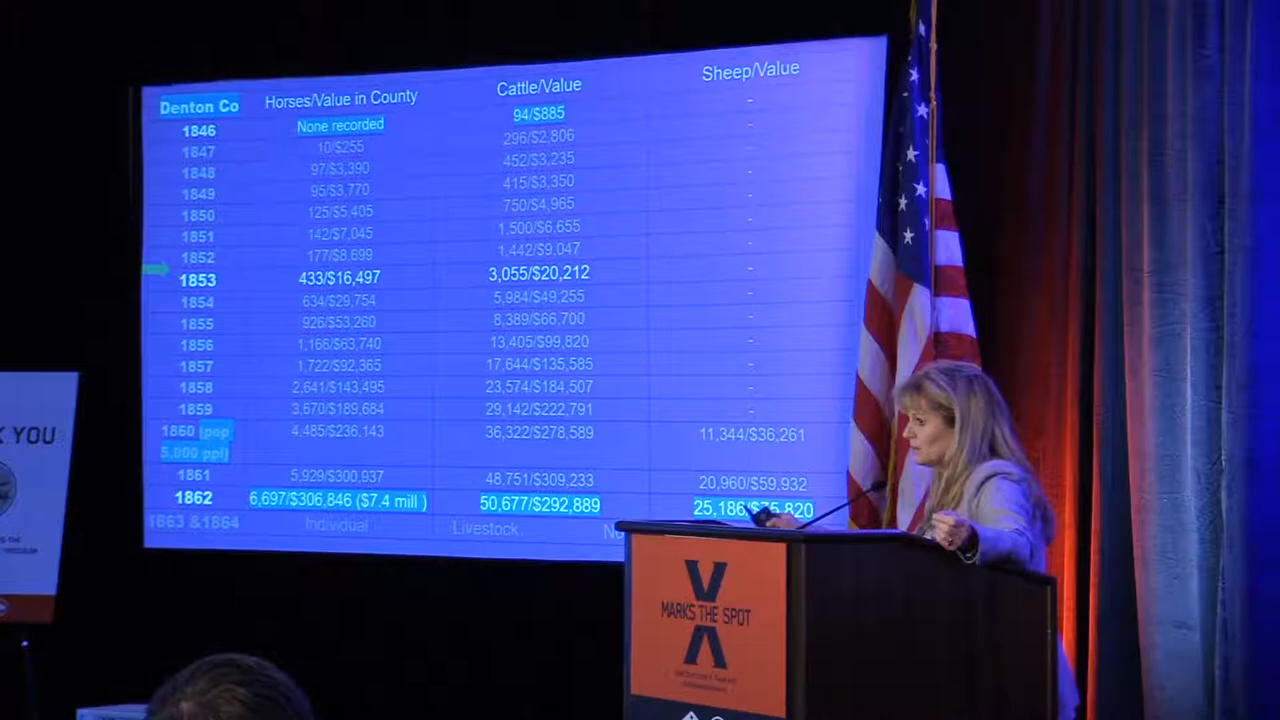 Denton Co Horses/Value in County Cattle/Value Sheep/Value
1846 None recorded 94/$885 -
1847 10/$255 296/$2,806 -
1848 97/$3,390 452/$3,235 -
1849 95/$3,770 415/$3,350 -
1850 125/$5,405 750/$4,965 -
1851 142/$7,045 1,500/$6,655 -
1852 177/$8,699 1,442/$9,047 -
1853 433/$16,497 3,055/$20,212 -
1854 634/$29,754 5,984/$49,255 -
1855 926/$53,260 8,389/$66,700 -
1856 1,166/$63,740 13,405/$99,820 -
1857 1,722/$92,365 17,644/$135,585 -
1858 2,641/$143,495 23,574/$184,507 -
1859 3,670/$189,684 29,142/$222,791 -
1860 (pop 4,485/$236,143 36,322/$278,589 11,344/$36,261
5,000 ppl)
1861 5,929/$300,937 48,751/$309,233 20,960/$59,932
1862 6,697/$306,846 ($7.4 mill ) 50,677/$292,889 25,186/$75,820
1863 &1864 Individual Livestock
K YOU
X
MARKS THE SPOT